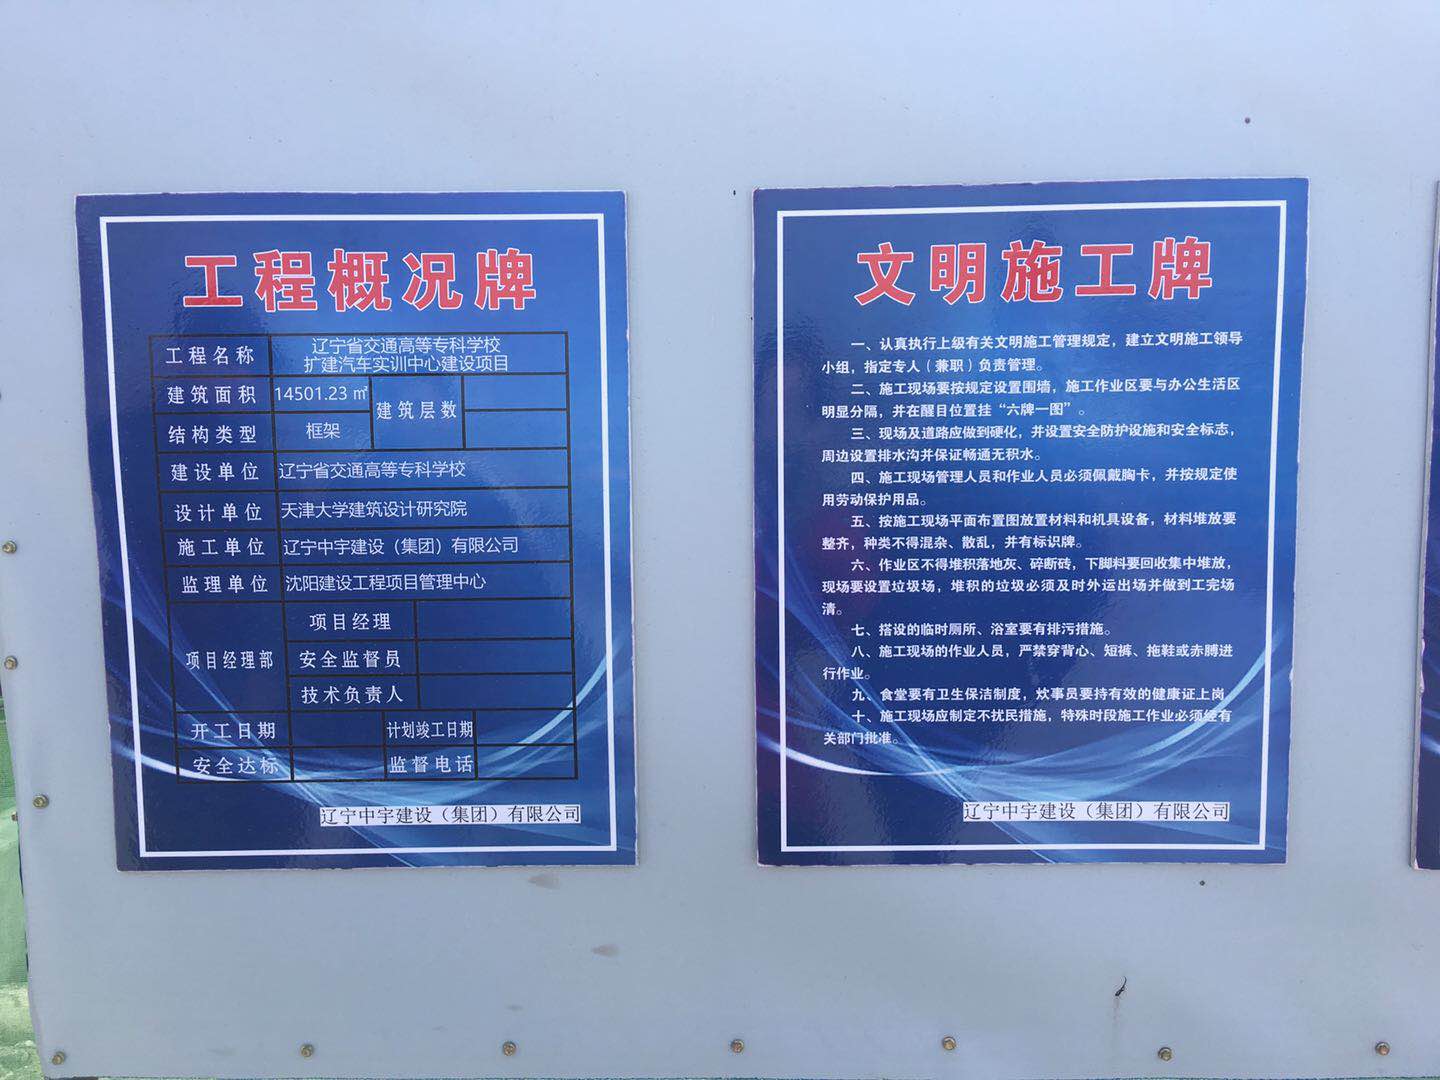 工程概况牌
工程名称 辽宁省交通高等专科学校
扩建汽车实训中心建设项目
建筑面积 14501.23㎡ 建筑层数
结构类型 框架
建设单位 辽宁省交通高等专科学校
设计单位 天津大学建筑设计研究院
施工单位 辽宁中宇建设（集团）有限公司
监理单位 沈阳建设工程项目管理中心
项目经理部 项目经理
安全监督员
技术负责人
开工日期 计划竣工日期
安全达标 监督电话
辽宁中宇建设（集团）有限公司
文明施工牌
一、认真执行上级有关文明施工管理规定，建立文明施工领导
小组，指定专人（兼职）负责管理。
二、施工现场要按规定设置围墙，施工作业区要与办公生活区
明显分隔，并在醒目位置挂“六牌一图”。
三、现场及道路应做到硬化，并设置安全防护设施和安全标志，
周边设置排水沟并保证畅通无积水。
四、施工现场管理人员和作业人员必须佩戴胸卡，并按规定使
用劳动保护用品。
五、按施工现场平面布置图放置材料和机具设备，材料堆放要
整齐，种类不得混杂、散乱，并有标识牌。
六、作业区不得堆积落地灰、碎断砖，下脚料要回收集中堆放，
现场要设置垃圾场，堆积的垃圾必须及时外运出场并做到工完场
清。
七、搭设的临时厕所、浴室要有排污措施。
八、施工现场的作业人员，严禁穿背心、短裤、拖鞋或赤膊进
行作业。
九、食堂要有卫生保洁制度，炊事员要持有效的健康证上岗
十、施工现场应制定不扰民措施，特殊时段施工作业必须经有
关部门批准。
辽宁中宇建设（集团）有限公司